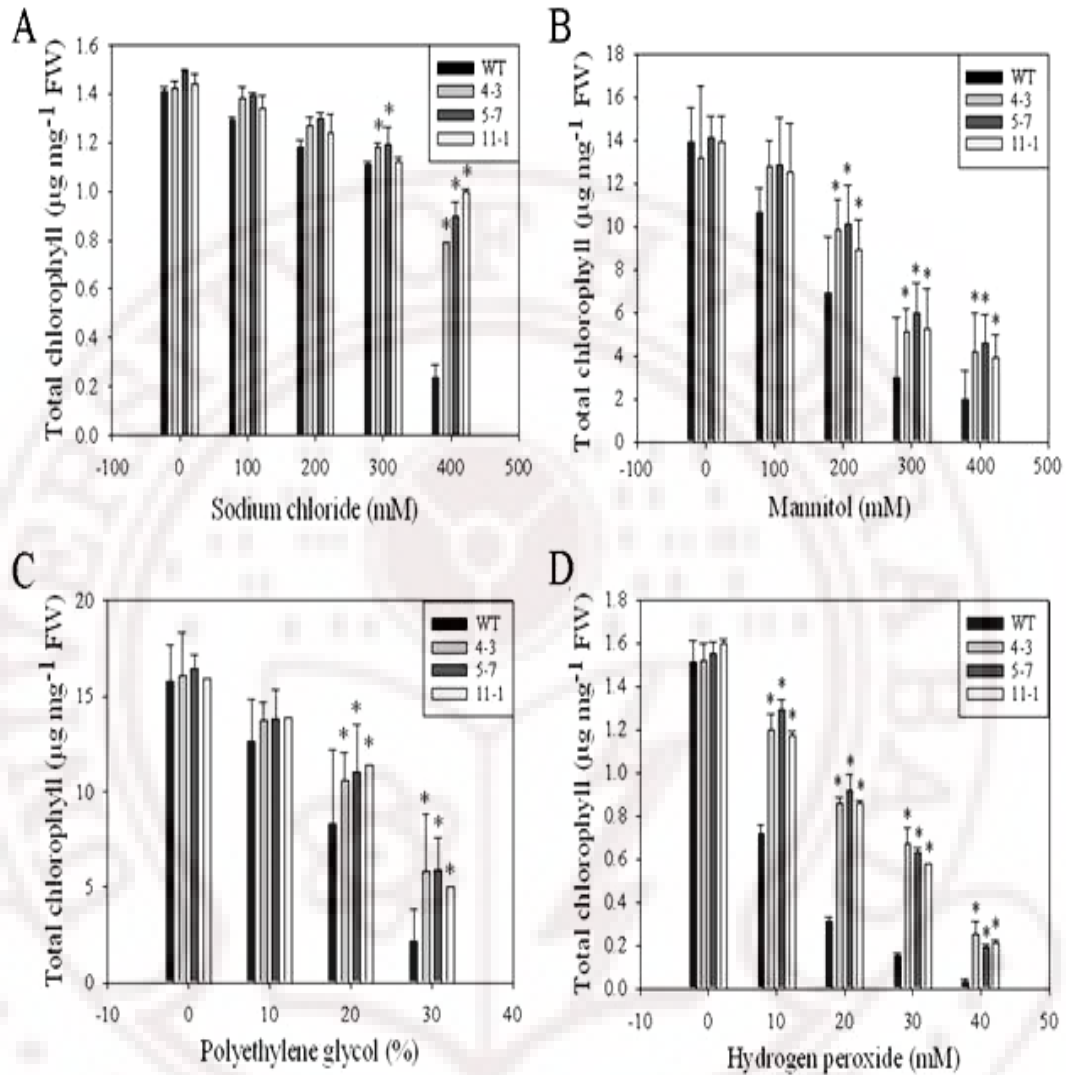 A
Total chlorophyll (µg mg⁻¹ FW)
1.6
1.4
1.2
1.0
0.8
0.6
0.4
0.2
0.0
WT
4-3
5-7
11-1
* *
* * *
-100 0 100 200 300 400 500
Sodium chloride (mM)
B
Total chlorophyll (µg mg⁻¹ FW)
18
16
14
12
10
8
6
4
2
0
WT
4-3
5-7
11-1
* * *
* * *
* * *
-100 0 100 200 300 400 500
Mannitol (mM)
C
Total chlorophyll (µg mg⁻¹ FW)
20
15
10
5
0
WT
4-3
5-7
11-1
* * *
* * *
-10 0 10 20 30 40
Polyethylene glycol (%)
D
Total chlorophyll (µg mg⁻¹ FW)
1.8
1.6
1.4
1.2
1.0
0.8
0.6
0.4
0.2
0.0
WT
4-3
5-7
11-1
* * *
* * *
* * *
* * *
-10 0 10 20 30 40 50
Hydrogen peroxide (mM)